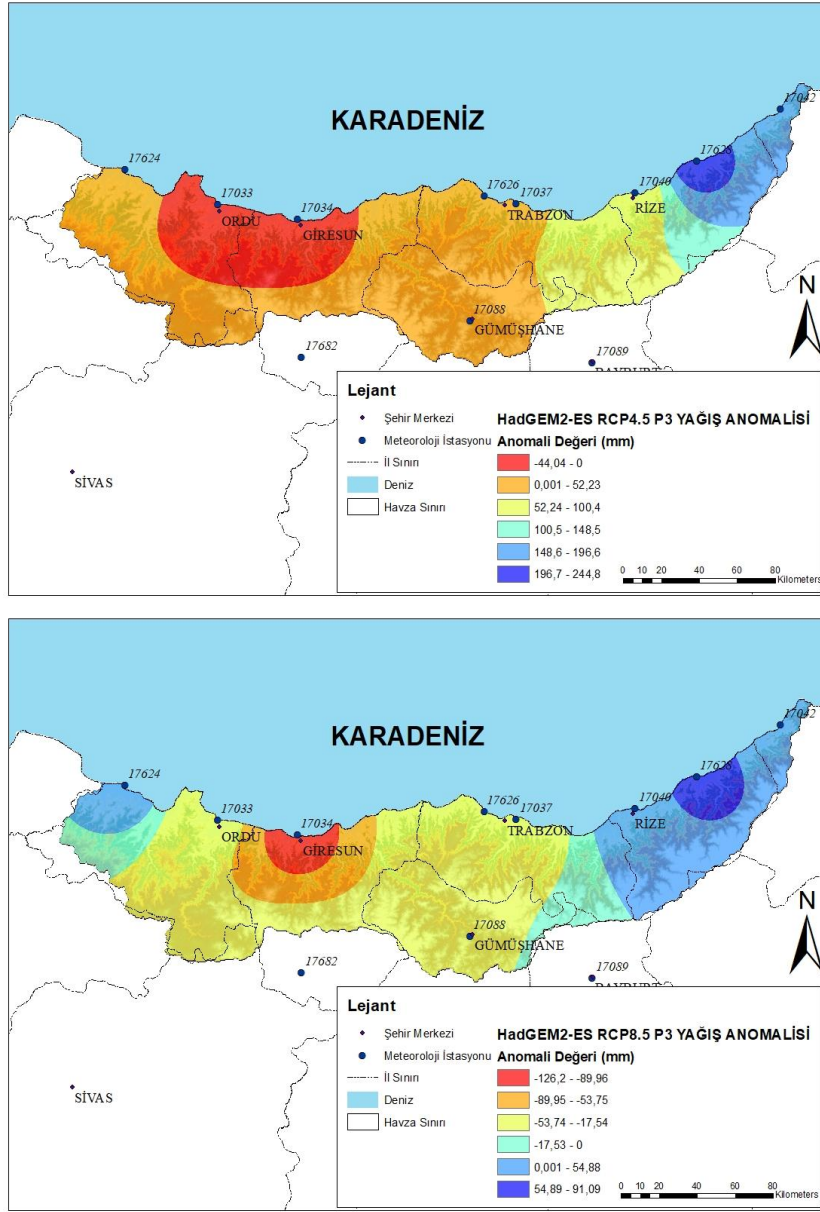 KARADENİZ
17042
17628
17624
17040
17033
17034
17626
17037
ORDU
GİRESUN
TRABZON
RİZE
N
17088
GÜMÜŞHANE
17682
17089
SİVAS
Lejant
Şehir Merkezi
Meteoroloji İstasyonu
İl Sınırı
Deniz
Havza Sınırı
HadGEM2-ES RCP4.5 P3 YAĞIŞ ANOMALİSİ
Anomali Değeri (mm)
-44,04 - 0
0,001 - 52,23
52,24 - 100,4
100,5 - 148,5
148,6 - 196,6
196,7 - 244,8
0 10 20 40 60 80
Kilometers
KARADENİZ
17042
17628
17624
17040
17033
17034
17626
17037
ORDU
GİRESUN
TRABZON
RİZE
N
17088
GÜMÜŞHANE
17682
17089
SİVAS
Lejant
Şehir Merkezi
Meteoroloji İstasyonu
İl Sınırı
Deniz
Havza Sınırı
HadGEM2-ES RCP8.5 P3 YAĞIŞ ANOMALİSİ
Anomali Değeri (mm)
-126,2 - -89,96
-89,95 - -53,75
-53,74 - -17,54
-17,53 - 0
0,001 - 54,88
54,89 - 91,09
0 10 20 40 60 80
Kilometers